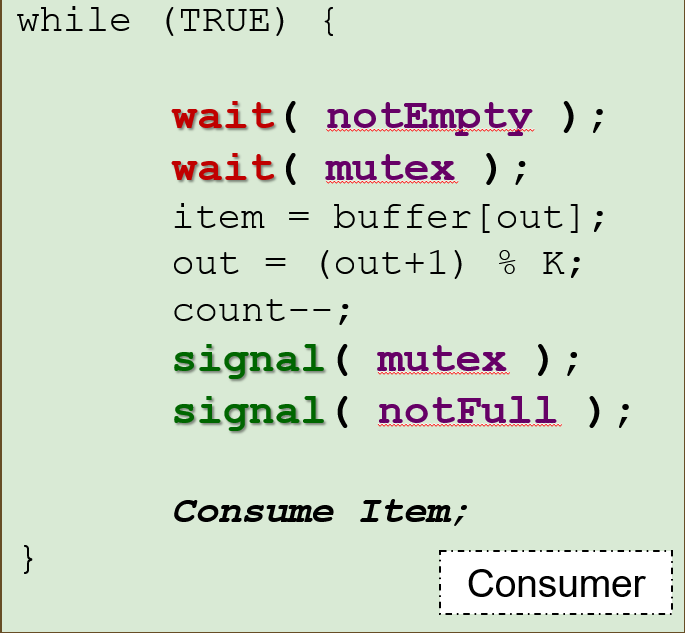 while (TRUE) {
wait( notEmpty );
wait( mutex );
item = buffer[out];
out = (out+1) % K;
count--;
signal( mutex );
signal( notFull );
Consume Item;
}
Consumer